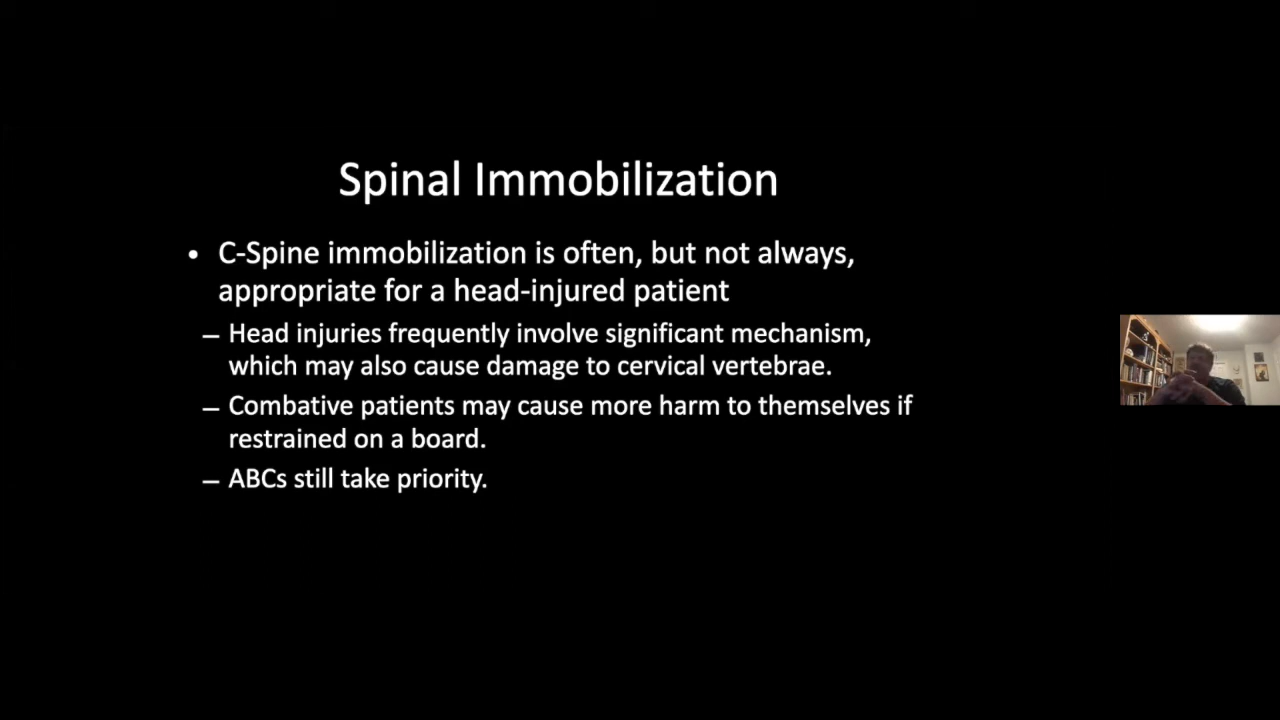 Spinal Immobilization
• C-Spine immobilization is often, but not always,
appropriate for a head-injured patient
– Head injuries frequently involve significant mechanism,
which may also cause damage to cervical vertebrae.
– Combative patients may cause more harm to themselves if
restrained on a board.
– ABCs still take priority.